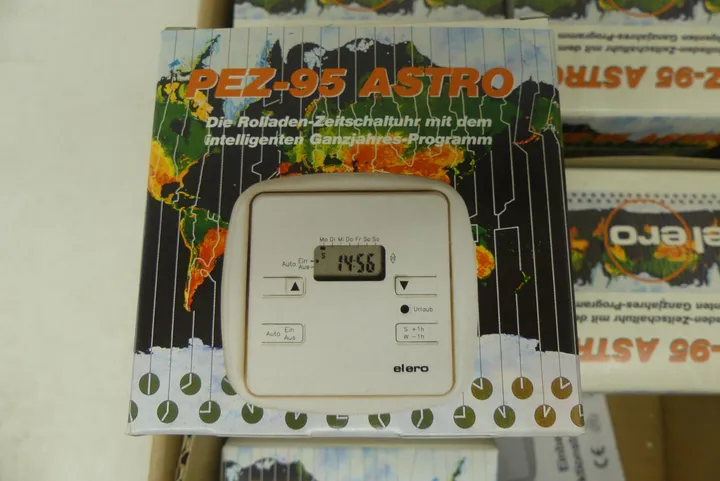 PEZ-95 ASTRO
Die Rolladen-Zeitschaltuhr mit dem
intelligenten Ganzjahres-Programm
Mo Di Mi Do Fr Sa So
Auto Ein
Aus
S
14:56
▲
▼
Urlaub
Auto Ein
Aus
S +1h
W -1h
elero
elero
PEZ-95 ASTRO